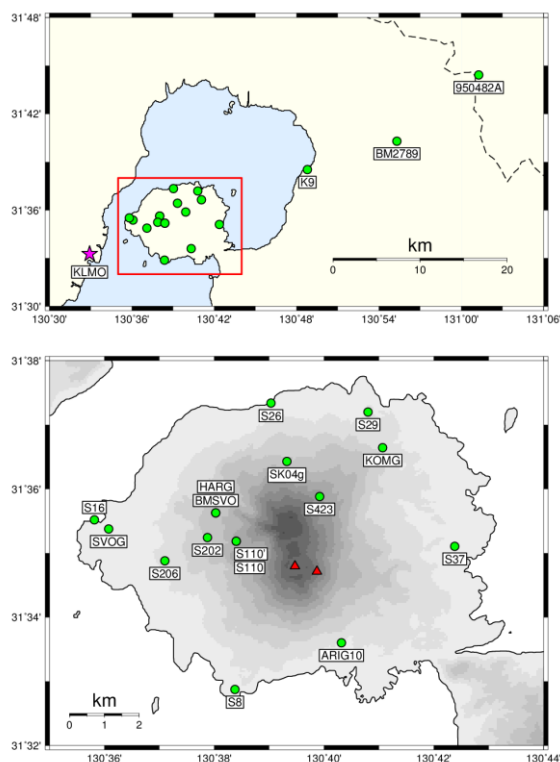 31˚48'
31˚42'
31˚36'
31˚30'
950482A
BM2789
K9
KLMO
km
0 10 20
130˚30' 130˚36' 130˚42' 130˚48' 130˚54' 131˚00' 131˚06'
31˚38'
31˚36'
31˚34'
31˚32'
S26
S29
KOMG
SK04g
HARG
BMSVO
S423
S16
SVOG
S202
S110'
S110
S206
S37
ARIG10
S8
km
0 1 2
130˚36' 130˚38' 130˚40' 130˚42' 130˚44'